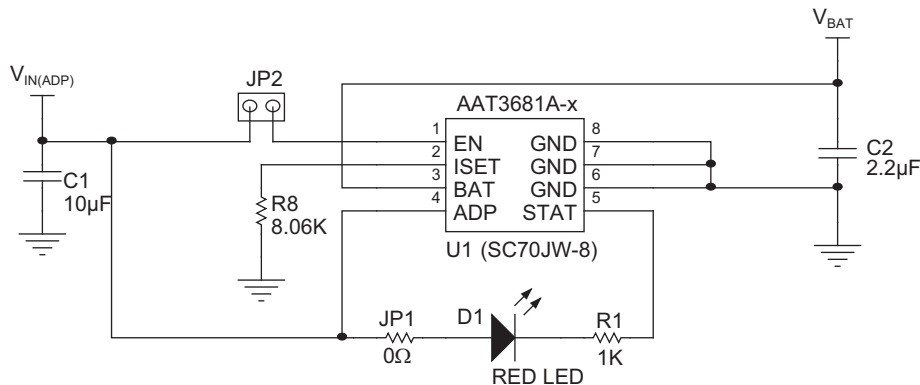 V_BAT
V_IN(ADP)
JP2
AAT3681A-x
1 EN GND 8
2 ISET GND 7
3 BAT GND 6
4 ADP STAT 5
U1 (SC70JW-8)
C1
10µF
R8
8.06K
C2
2.2µF
JP1
0Ω
D1
RED LED
R1
1K